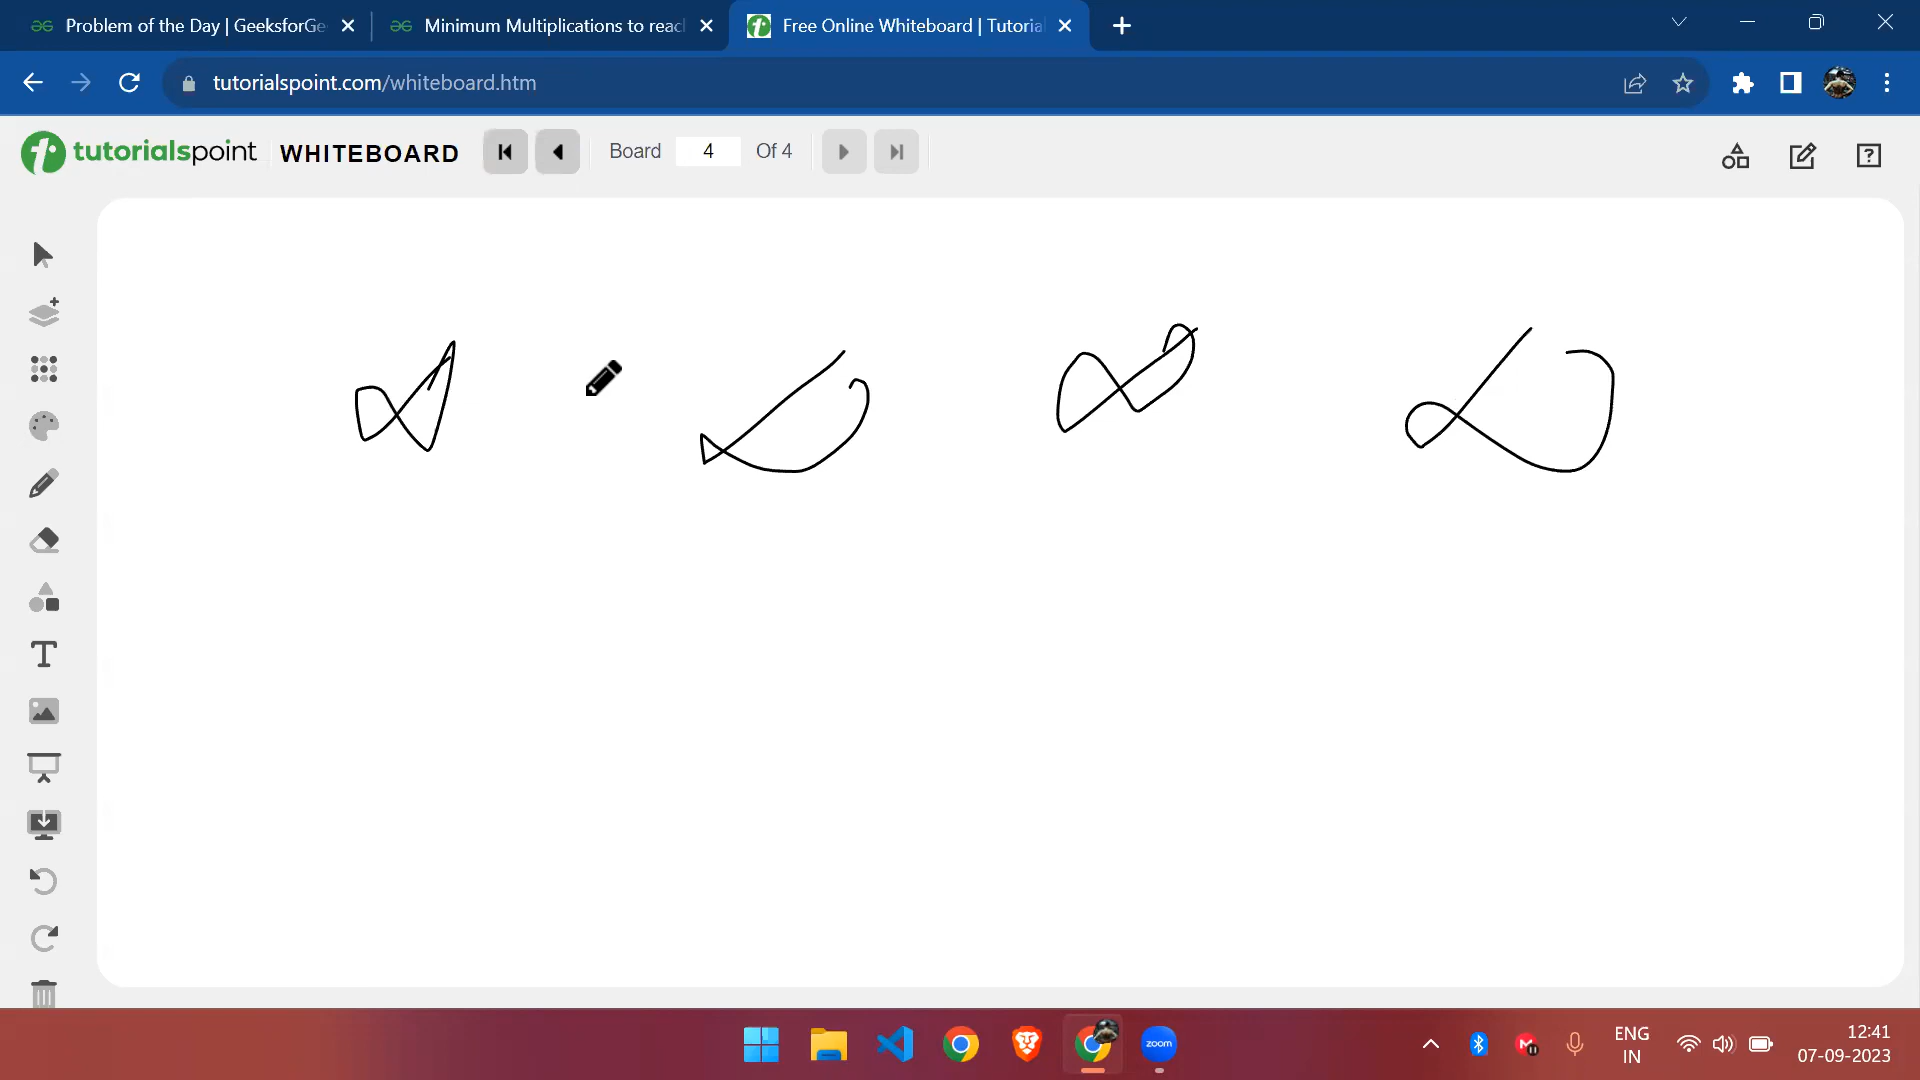 Problem of the Day | GeeksforGe
Minimum Multiplications to reac
Free Online Whiteboard | Tutoria
tutorialspoint.com/whiteboard.htm
tutorialspoint WHITEBOARD Board 4 Of 4
T
zoom
ENG
IN
12:41
07-09-2023